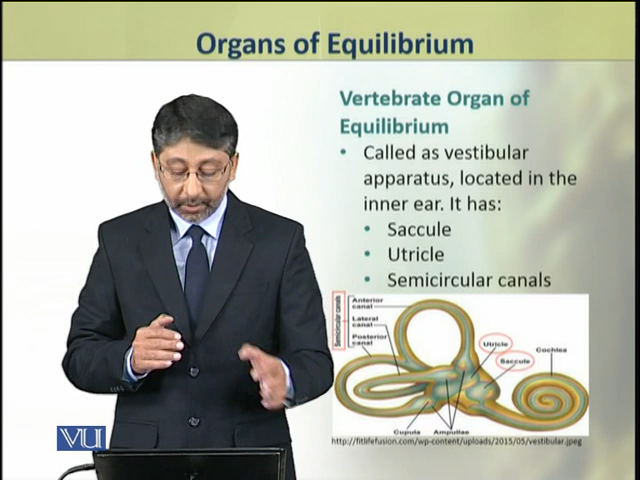 Organs of Equilibrium
Vertebrate Organ of
Equilibrium
• Called as vestibular
apparatus, located in the
inner ear. It has:
• Saccule
• Utricle
• Semicircular canals
Semicircular canals
Anterior
canal
Lateral
canal
Posterior
canal
Utricle
Saccule
Cochlea
Cupula
Ampullae
http://fitlifefusion.com/wp-content/uploads/2015/05/vestibular.jpeg
VU